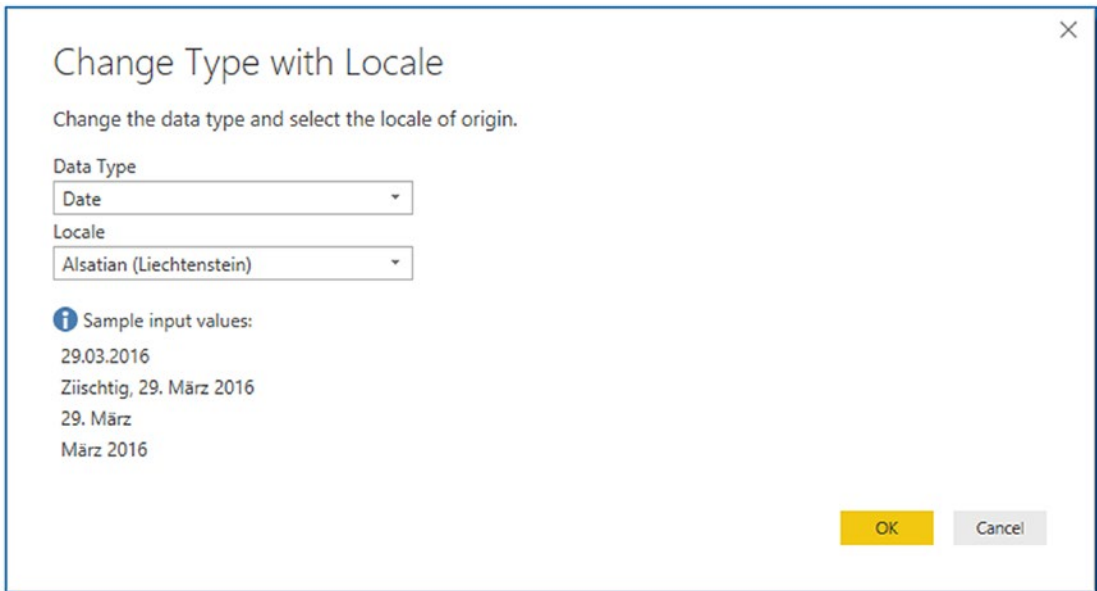 Change Type with Locale
Change the data type and select the locale of origin.
Data Type
Date
Locale
Alsatian (Liechtenstein)
Sample input values:
29.03.2016
Ziischtig, 29. März 2016
29. März
März 2016
OK Cancel